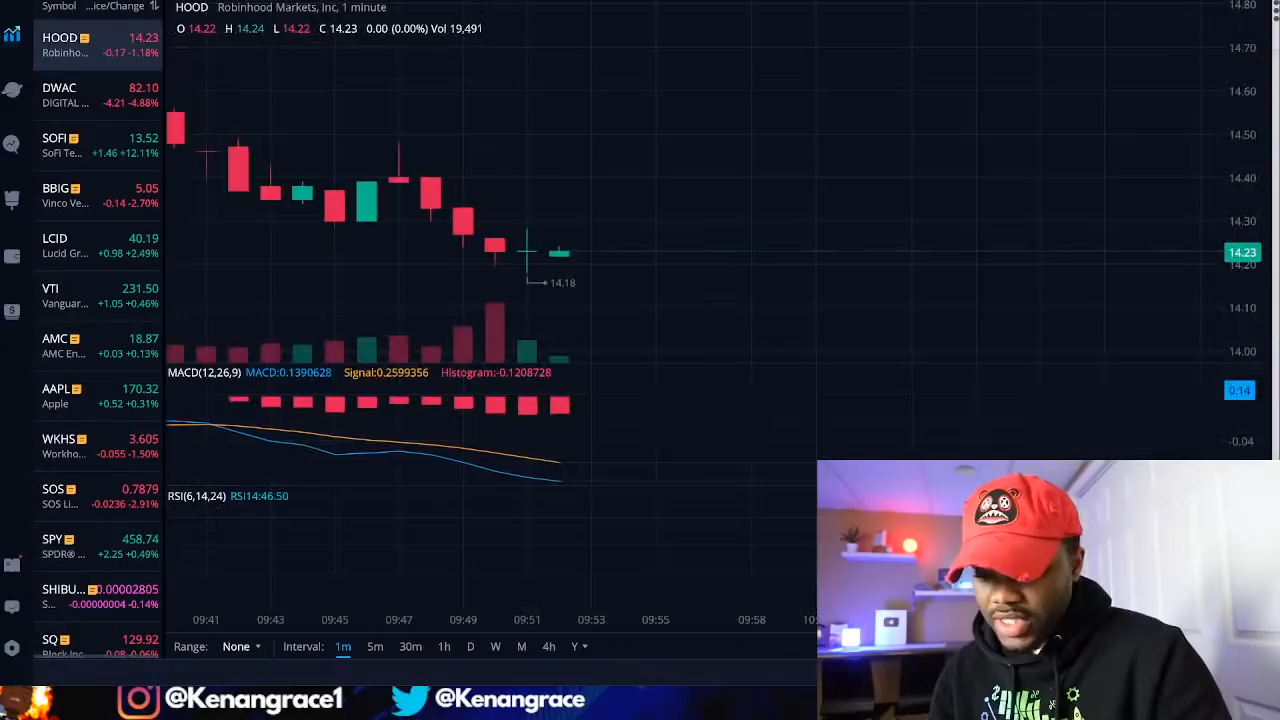 Symbol ...ice/Change
HOOD 14.23
Robinho... -0.17 -1.18%
DWAC 82.10
DIGITAL ... -4.21 -4.88%
SOFI 13.52
SoFi Te... +1.46 +12.11%
BBIG 5.05
Vinco Ve... -0.14 -2.70%
LCID 40.19
Lucid Gr... +0.98 +2.49%
VTI 231.50
Vanguar... +1.05 +0.46%
AMC 18.87
AMC En... +0.03 +0.13%
AAPL 170.32
Apple +0.52 +0.31%
WKHS 3.605
Workho... -0.055 -1.50%
SOS 0.7879
SOS Li... -0.0236 -2.91%
SPY 458.74
SPDR® ... +2.25 +0.49%
SHIBU... 0.00002805
S... -0.00000004 -0.14%
SQ 129.92
Block Inc -0.08 -0.06%
HOOD Robinhood Markets, Inc, 1 minute
O 14.22 H 14.24 L 14.22 C 14.23 0.00 (0.00%) Vol 19,491
14.18
14.80
14.70
14.60
14.50
14.40
14.30
14.23
14.20
14.10
14.00
MACD(12,26,9) MACD:0.1390628 Signal:0.2599356 Histogram:-0.1208728
0.14
-0.04
RSI(6,14,24) RSI14:46.50
09:41 09:43 09:45 09:47 09:49 09:51 09:53 09:55 09:58
Range: None Interval: 1m 5m 30m 1h D W M 4h Y
@Kenangrace1 @Kenangrace